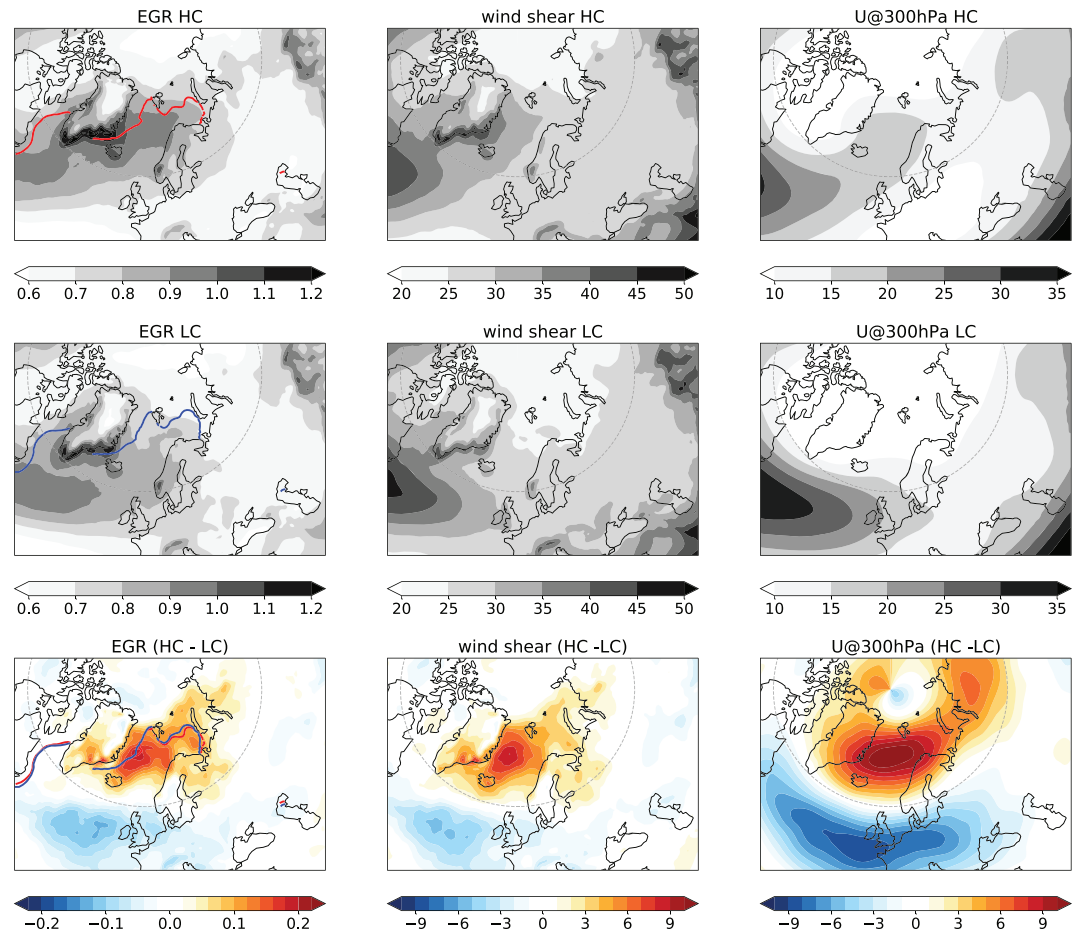 EGR HC wind shear HC U@300hPa HC
0.6 0.7 0.8 0.9 1.0 1.1 1.2 20 25 30 35 40 45 50 10 15 20 25 30 35
EGR LC wind shear LC U@300hPa LC
0.6 0.7 0.8 0.9 1.0 1.1 1.2 20 25 30 35 40 45 50 10 15 20 25 30 35
EGR (HC - LC) wind shear (HC -LC) U@300hPa (HC -LC)
−0.2 −0.1 0.0 0.1 0.2 −9 −6 −3 0 3 6 9 −9 −6 −3 0 3 6 9